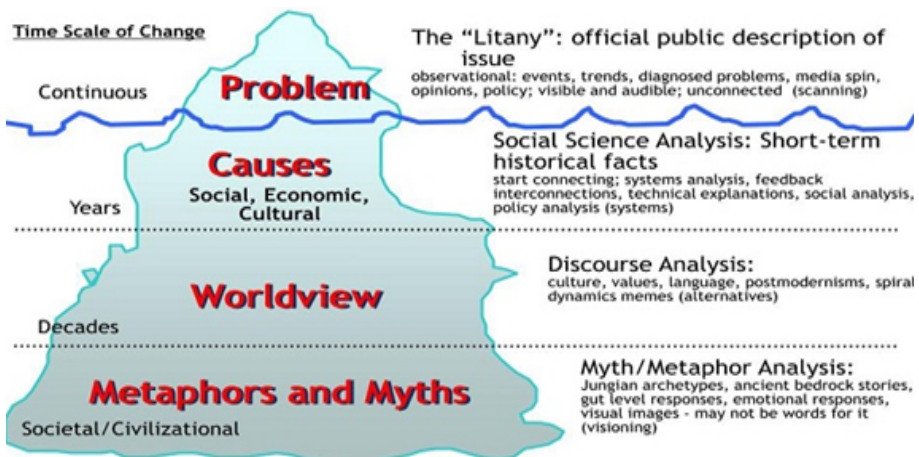 Time Scale of Change
The “Litany”: official public description of
issue
observational: events, trends, diagnosed problems, media spin,
opinions, policy; visible and audible; unconnected (scanning)
Continuous
Problem
Social Science Analysis: Short-term
historical facts
start connecting; systems analysis, feedback
interconnections, technical explanations, social analysis,
policy analysis (systems)
Causes
Social, Economic,
Cultural
Years
Discourse Analysis:
culture, values, language, postmodernisms, spiral
dynamics memes (alternatives)
Worldview
Decades
Myth/Metaphor Analysis:
Jungian archetypes, ancient bedrock stories,
gut level responses, emotional responses,
visual images - may not be words for it
(visioning)
Metaphors and Myths
Societal/Civilizational